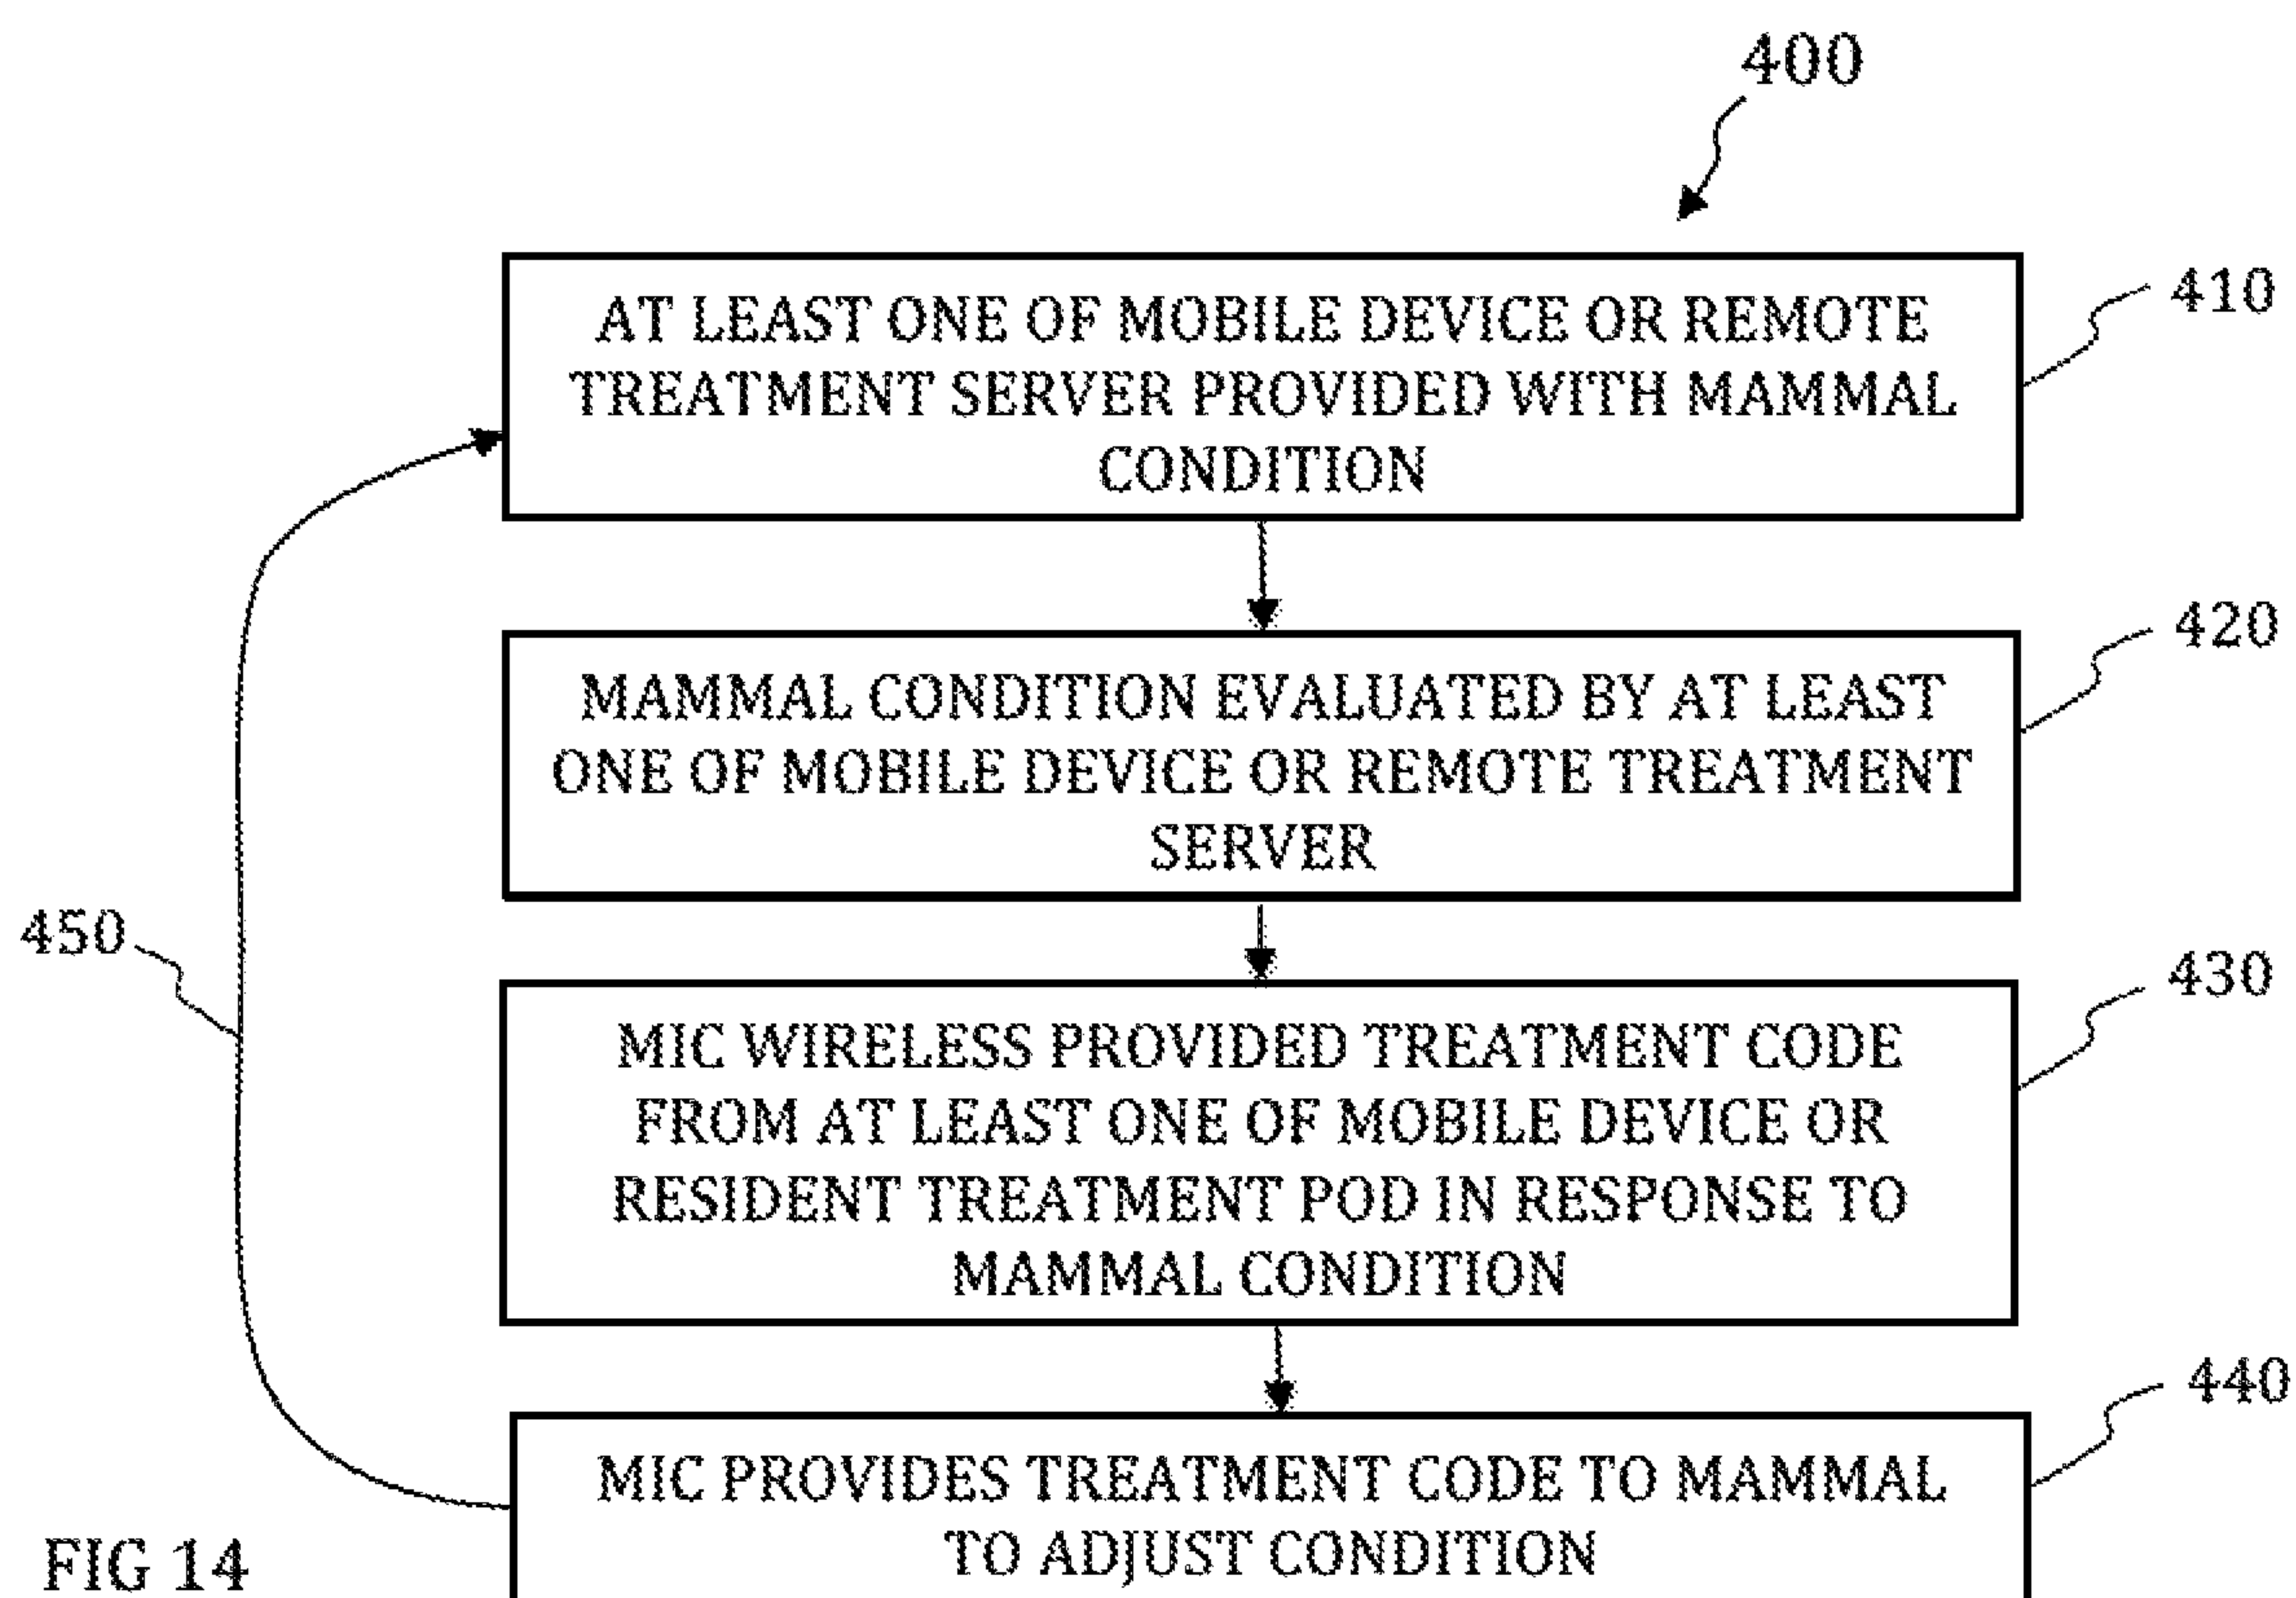 400
AT LEAST ONE OF MOBILE DEVICE OR REMOTE
TREATMENT SERVER PROVIDED WITH MAMMAL
CONDITION
410
MAMMAL CONDITION EVALUATED BY AT LEAST
ONE OF MOBILE DEVICE OR REMOTE TREATMENT
SERVER
420
450
MIC WIRELESS PROVIDED TREATMENT CODE
FROM AT LEAST ONE OF MOBILE DEVICE OR
RESIDENT TREATMENT POD IN RESPONSE TO
MAMMAL CONDITION
430
MIC PROVIDES TREATMENT CODE TO MAMMAL
TO ADJUST CONDITION
440
FIG 14